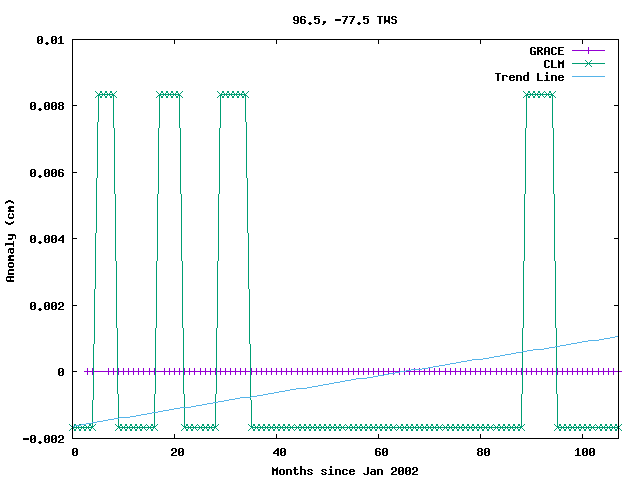 96.5, -77.5 TWS
GRACE
CLM
Trend Line
0.01
0.008
0.006
0.004
0.002
0
-0.002
Anomaly (cm)
0 20 40 60 80 100
Months since Jan 2002